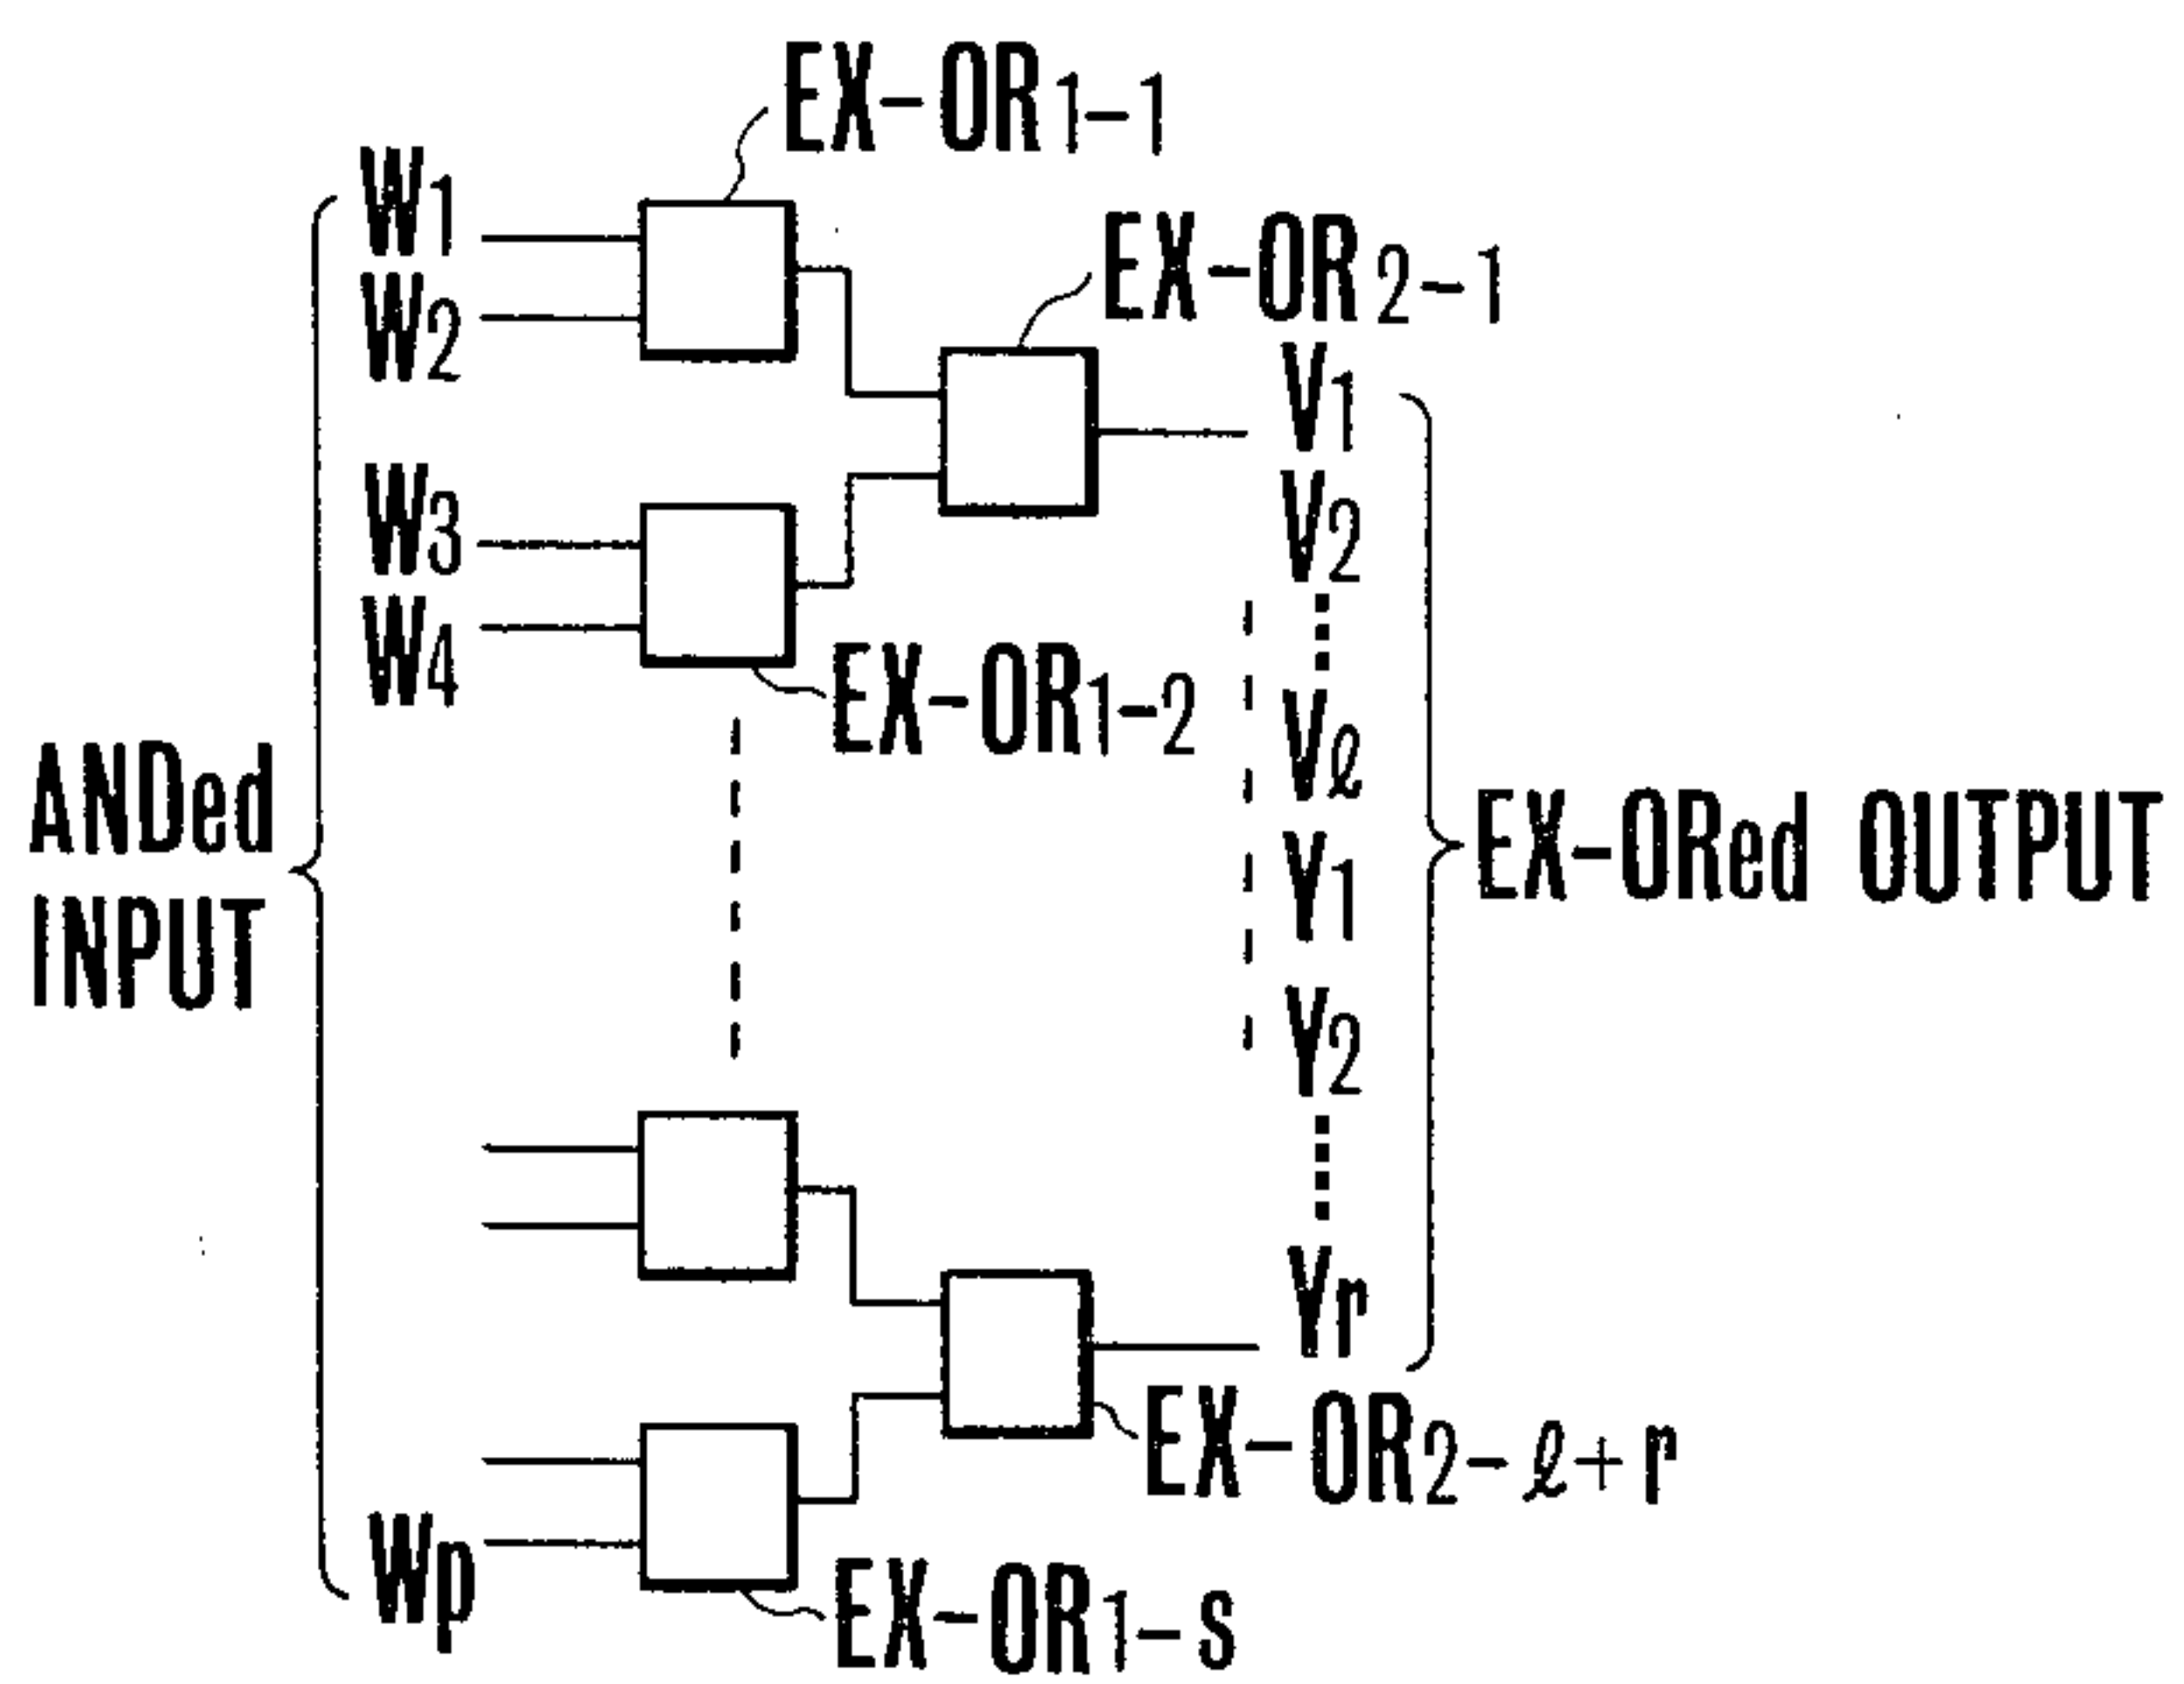 EX-OR1-1
W1
EX-OR2-1
W2
V1
V2
W3
W4
EX-OR1-2
Vℓ
ANDed
INPUT
Y1
EX-ORed OUTPUT
Y2
Yr
EX-OR2-ℓ+r
Wp
EX-OR1-s